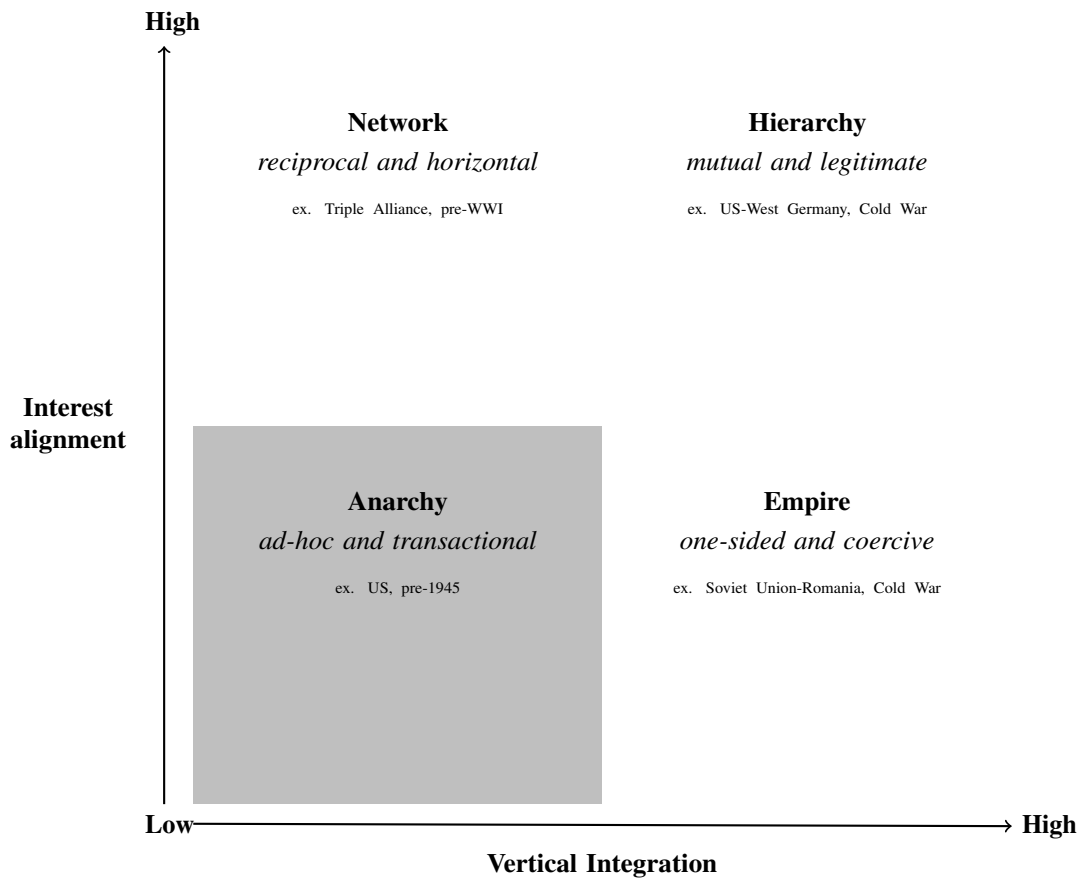 High
Network
reciprocal and horizontal
ex. Triple Alliance, pre-WWI
Hierarchy
mutual and legitimate
ex. US-West Germany, Cold War
Interest
alignment
Anarchy
ad-hoc and transactional
ex. US, pre-1945
Empire
one-sided and coercive
ex. Soviet Union-Romania, Cold War
Low
High
Vertical Integration